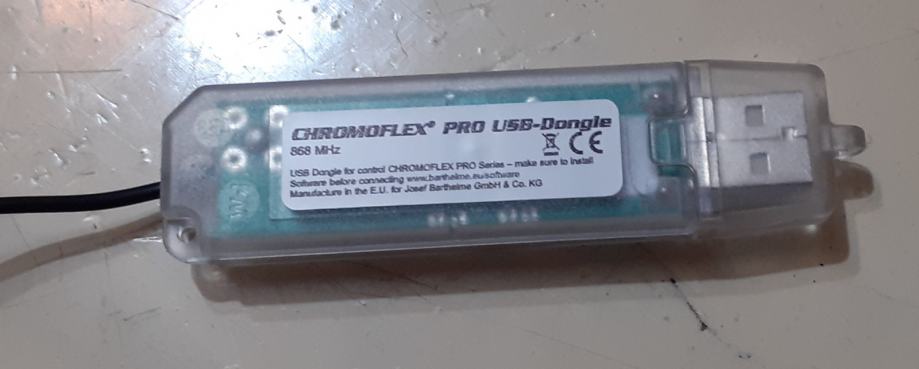 CHROMOFLEX® PRO USB-Dongle
868 MHz
USB Dongle for control CHROMOFLEX PRO Series – make sure to install
Software before connecting www.barthelme.eu/software
Manufacture in the E.U. for Josef Barthelme GmbH & Co. KG